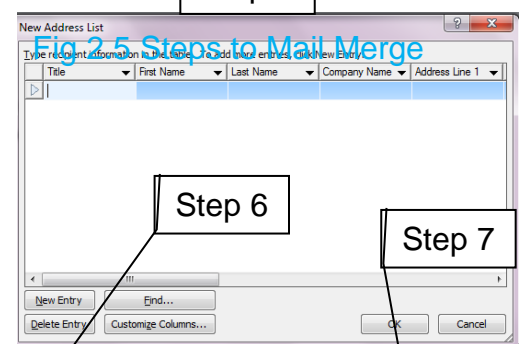 New Address List
Fig 2.5 Steps to Mail Merge
Type recipient information in the table. To add more entries, click New Entry.
Title First Name Last Name Company Name Address Line 1
Step 6
Step 7
New Entry Find...
Delete Entry Customize Columns... OK Cancel